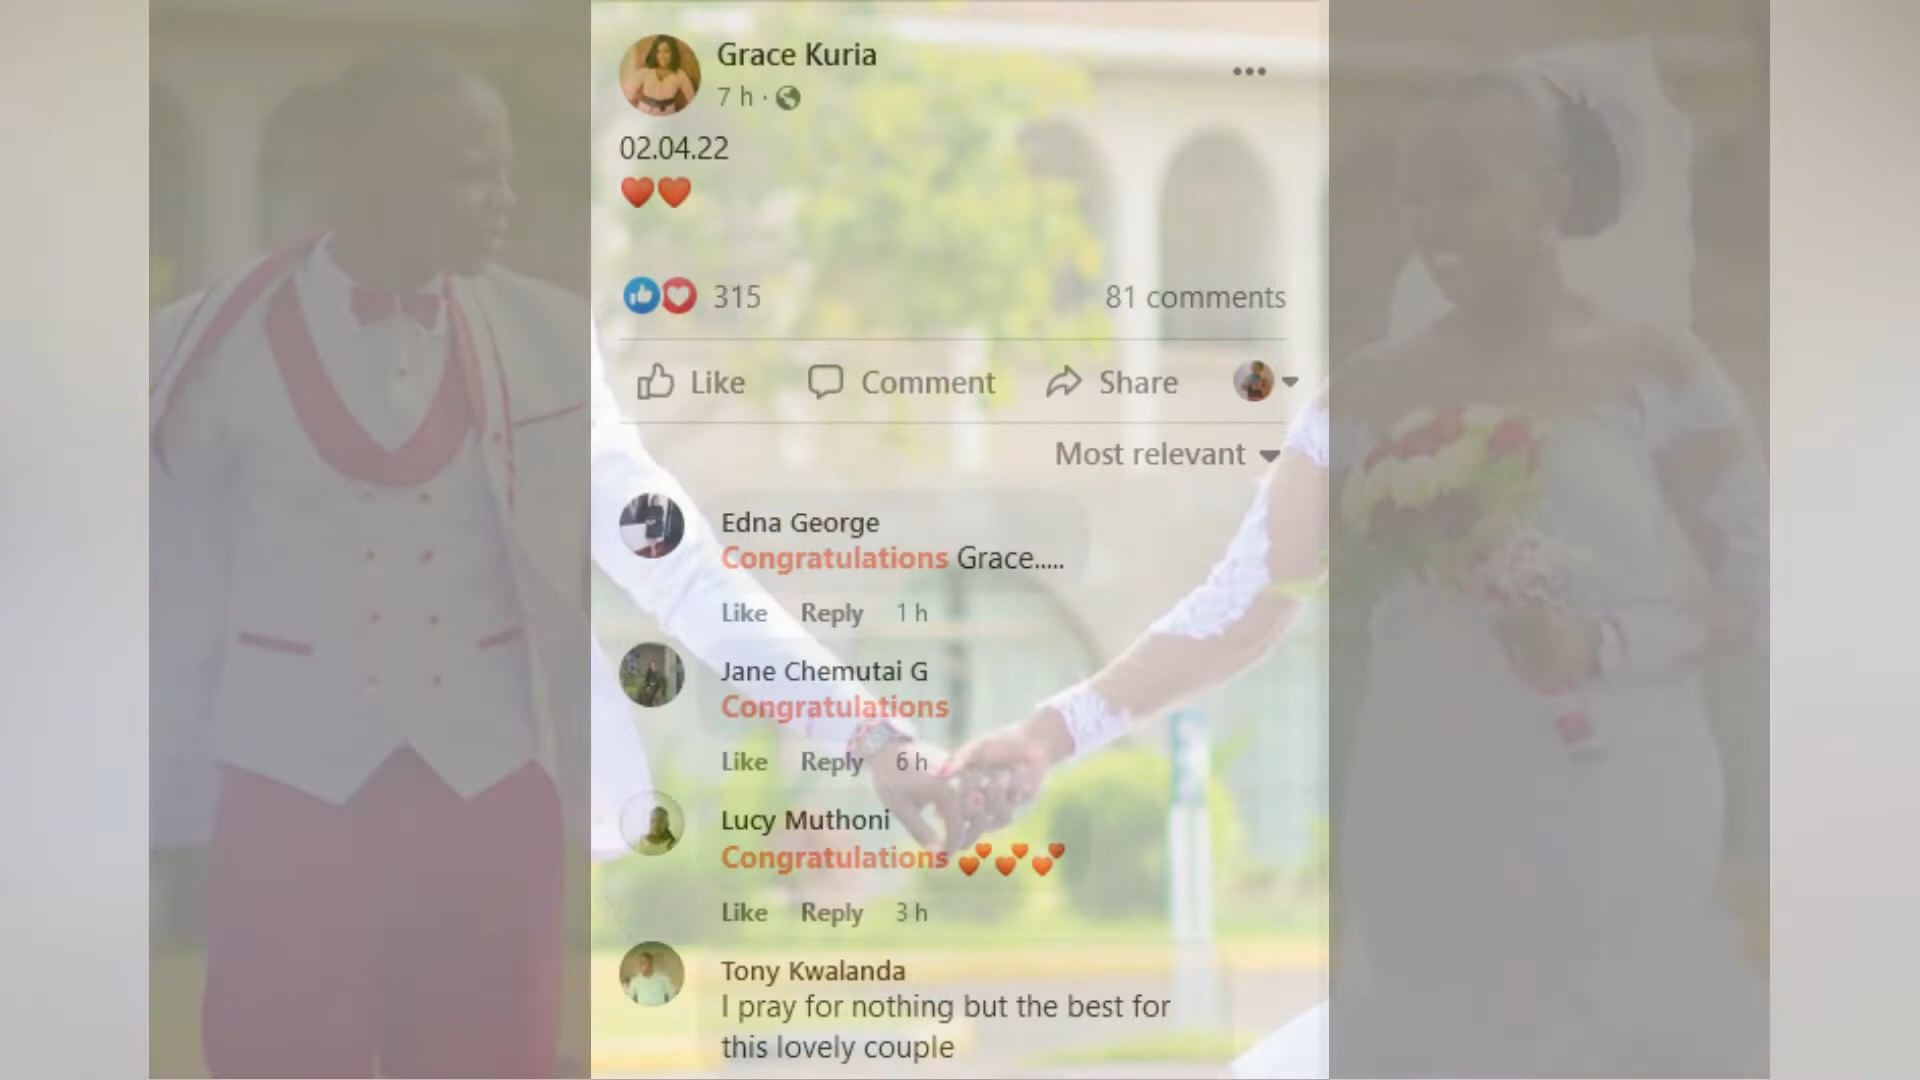 Grace Kuria
7 h ·
02.04.22
❤️❤️
315
81 comments
Like
Comment
Share
Most relevant
Edna George
Congratulations Grace.....
Like Reply 1 h
Jane Chemutai G
Congratulations
Like Reply 6 h
Lucy Muthoni
Congratulations 💕💕💕
Like Reply 3 h
Tony Kwalanda
I pray for nothing but the best for
this lovely couple